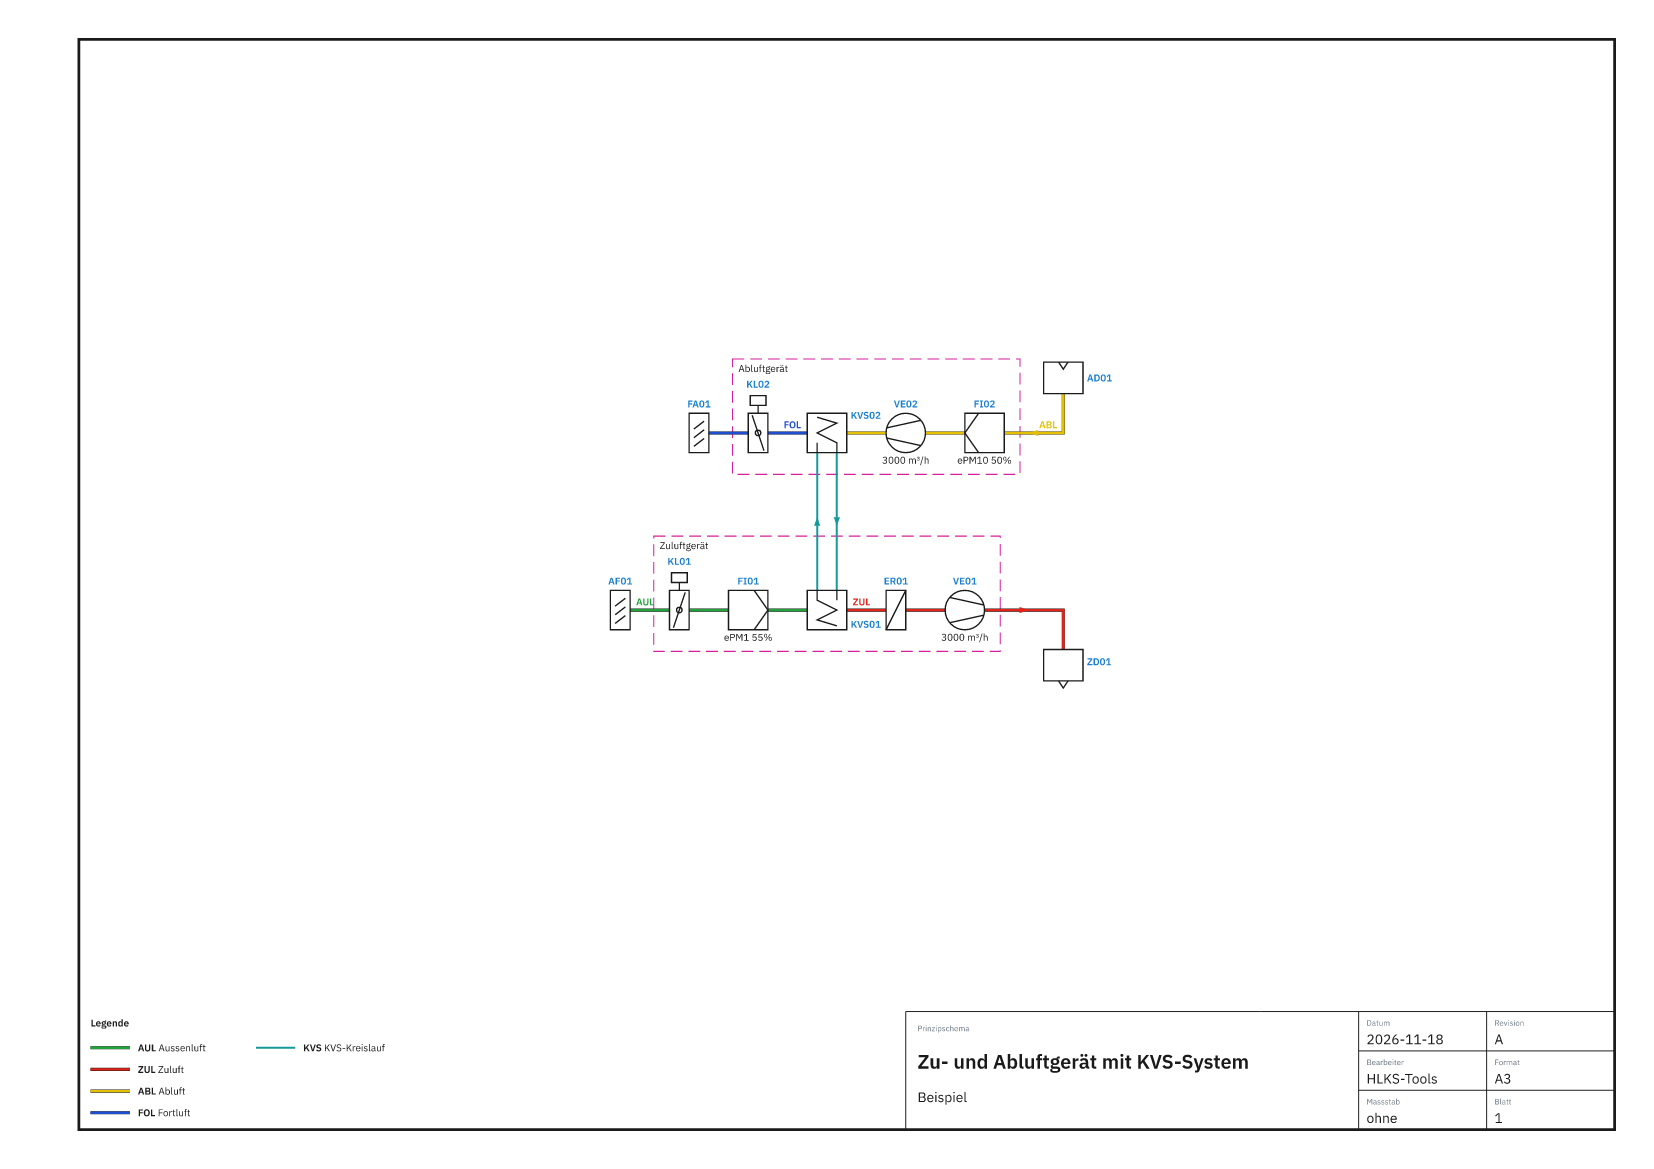 Abluftgerät
KL02
FA01
FOL
KVS02
VE02
3000 m³/h
FI02
ePM10 50%
ABL
AD01
Zuluftgerät
KL01
AF01
AUL
FI01
ePM1 55%
ZUL
KVS01
ER01
VE01
3000 m³/h
ZD01
Legende
AUL Aussenluft
ZUL Zuluft
ABL Abluft
FOL Fortluft
KVS KVS-Kreislauf
Prinzipschema
Zu- und Abluftgerät mit KVS-System
Beispiel
Datum
2026-11-18
Revision
A
Bearbeiter
HLKS-Tools
Format
A3
Massstab
ohne
Blatt
1